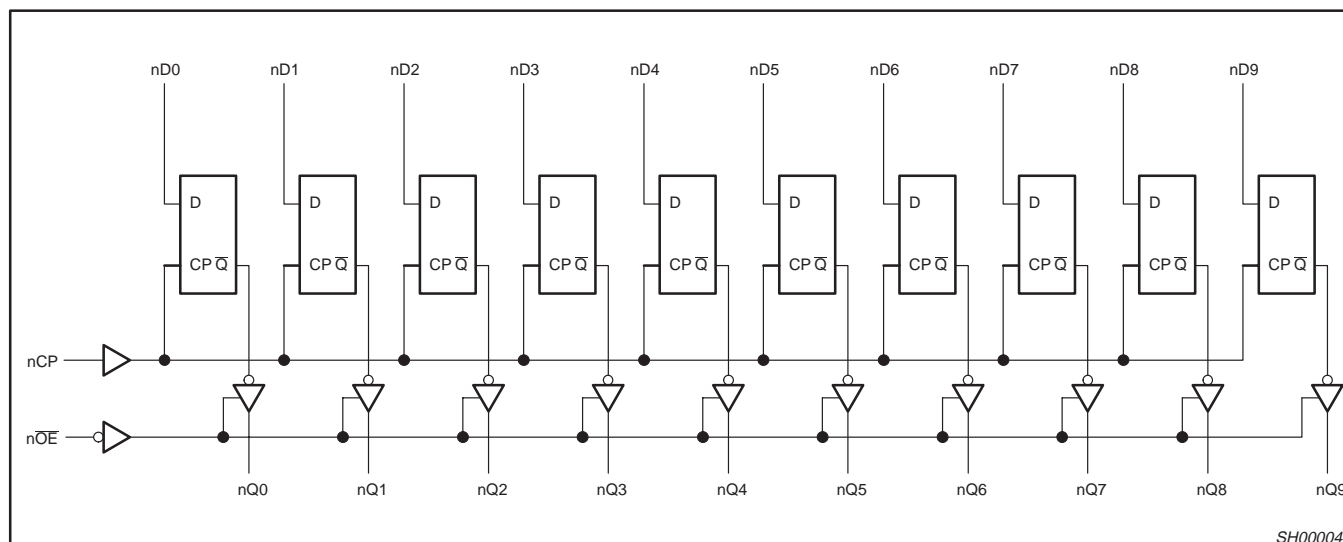 nD0 nD1 nD2 nD3 nD4 nD5 nD6 nD7 nD8 nD9
D D D D D D D D D D
CP Q̅ CP Q̅ CP Q̅ CP Q̅ CP Q̅ CP Q̅ CP Q̅ CP Q̅ CP Q̅ CP Q̅
nCP
nO̅E̅
nQ0 nQ1 nQ2 nQ3 nQ4 nQ5 nQ6 nQ7 nQ8 nQ9
SH00004